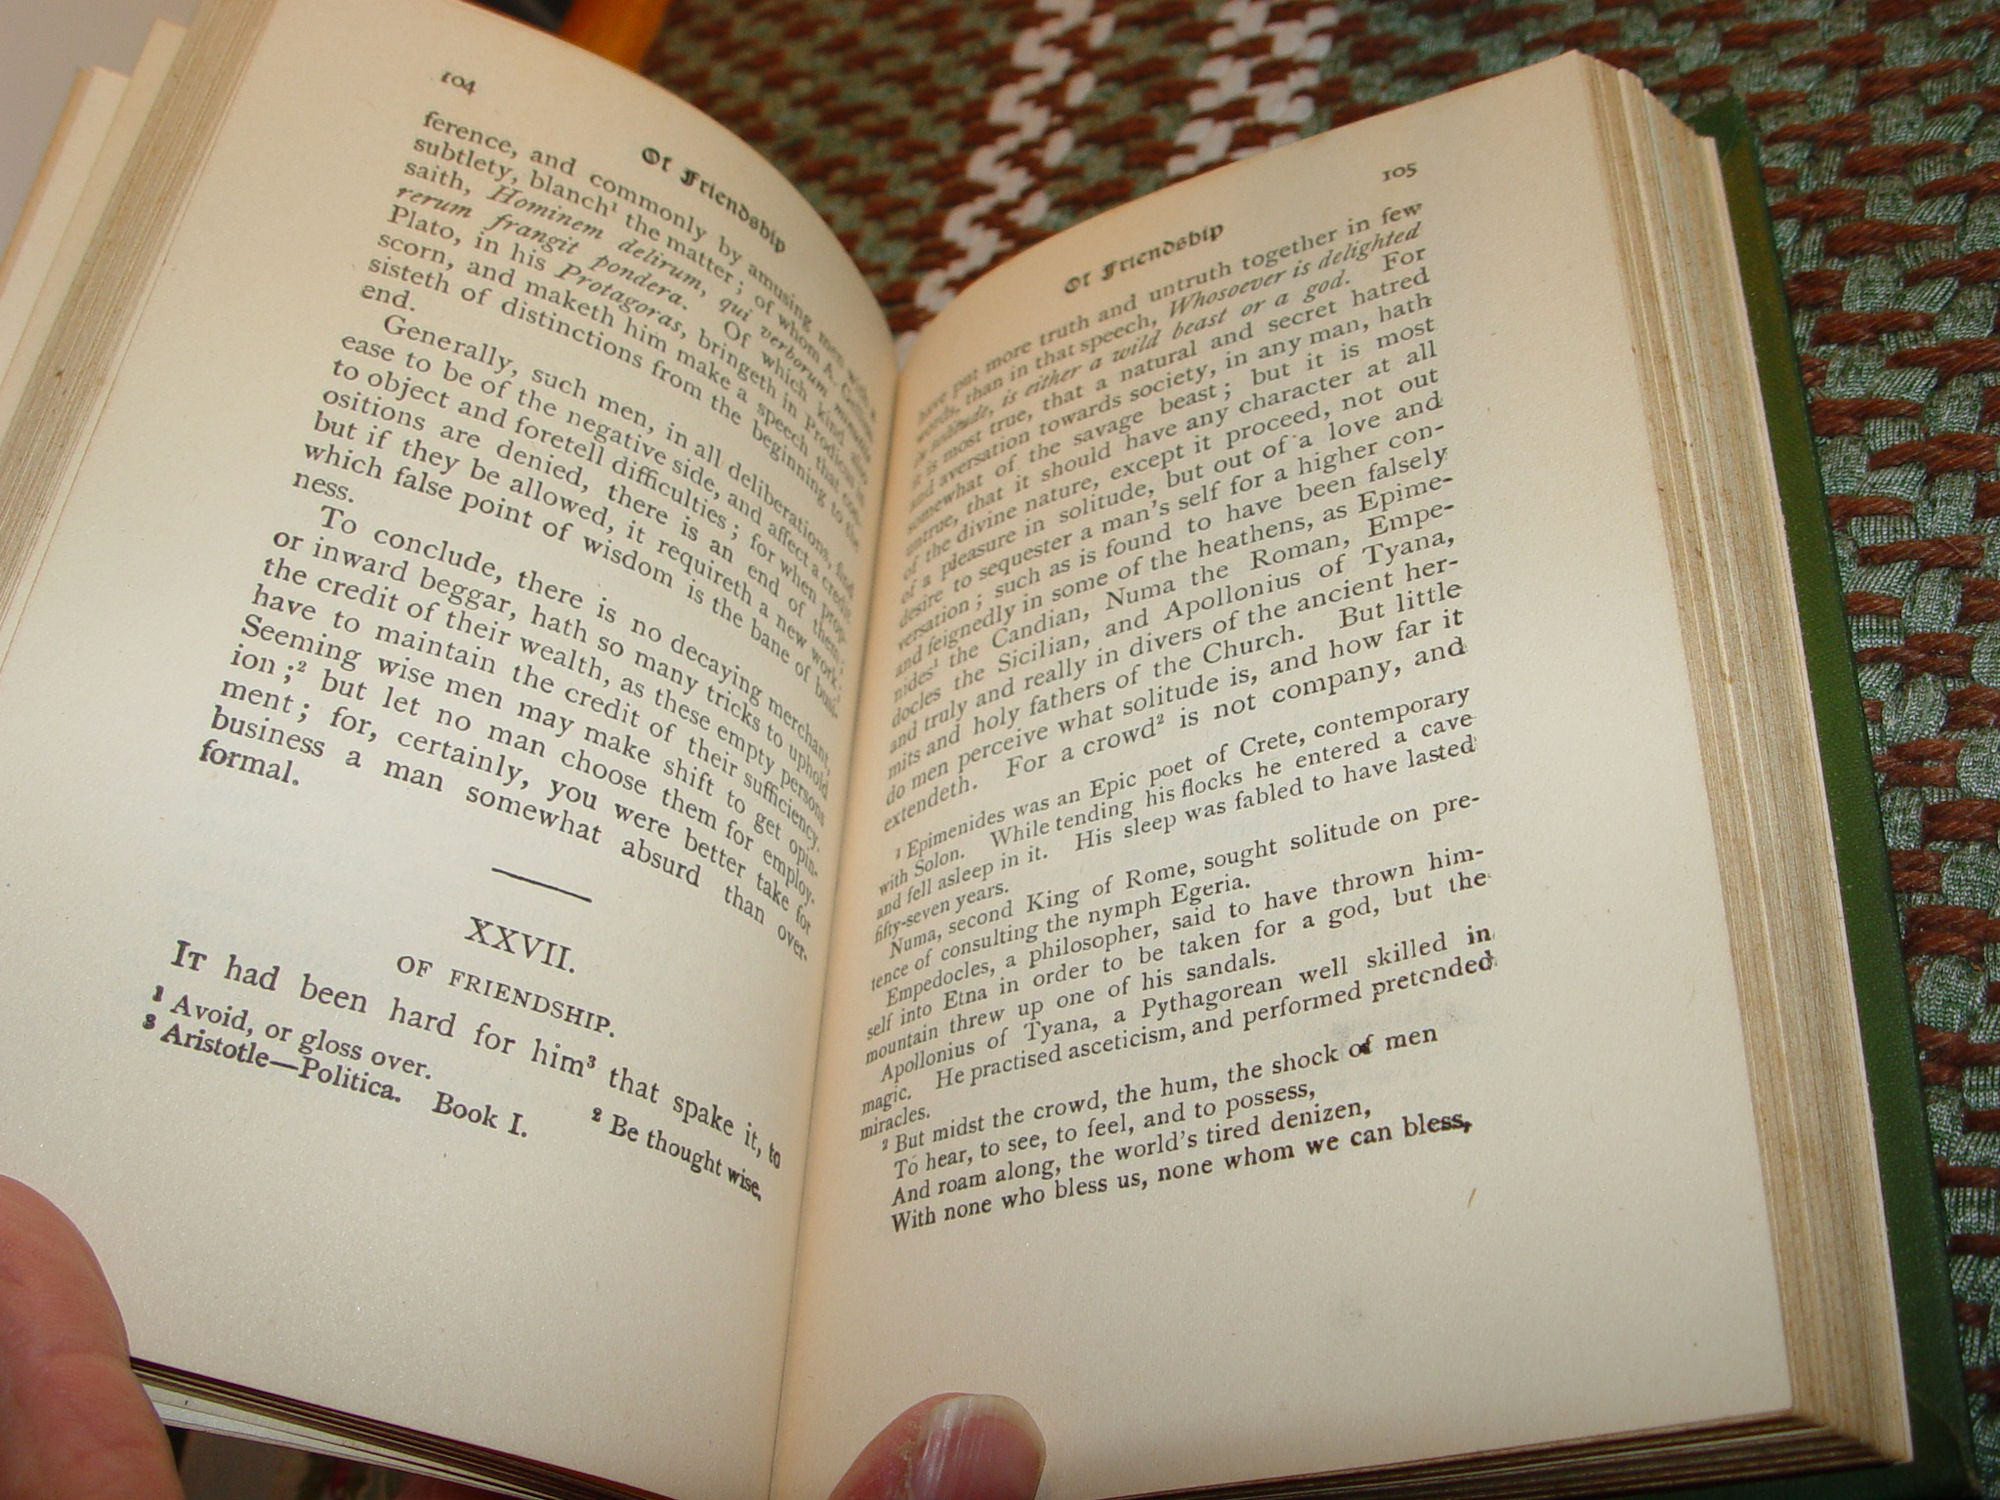 104
Of Friendship
ference, and commonly by amusing men with a
subtlety, blanch¹ the matter; of whom A. Gellius
saith, Hominem delirum, qui verborum minutiis
rerum frangit pondera. Of which kind also
Plato, in his Protagoras, bringeth in Prodicus in
scorn, and maketh him make a speech that con-
sisteth of distinctions from the beginning to the
end.
Generally, such men, in all deliberations, find
ease to be of the negative side, and affect a credit
to object and foretell difficulties; for when prop-
ositions are denied, there is an end of them;
but if they be allowed, it requireth a new work;
which false point of wisdom is the bane of busi-
ness.
To conclude, there is no decaying merchant,
or inward beggar, hath so many tricks to uphold
the credit of their wealth, as these empty persons
have to maintain the credit of their sufficiency.
Seeming wise men may make shift to get opin-
ion;² but let no man choose them for employ-
ment; for, certainly, you were better take for
business a man somewhat absurd than over-
formal.
XXVII.
OF FRIENDSHIP.
IT had been hard for him³ that spake it, to
¹ Avoid, or gloss over.
² Be thought wise.
³ Aristotle—Politica. Book I.
105
Of Friendship
have put more truth and untruth together in few
words, than in that speech, Whosoever is delighted
in solitude, is either a wild beast or a god. For
it is most true, that a natural and secret hatred
and aversation towards society, in any man, hath
somewhat of the savage beast; but it is most
untrue, that it should have any character at all
of the divine nature, except it proceed, not out
of a pleasure in solitude, but out of a love and
desire to sequester a man's self for a higher con-
versation; such as is found to have been falsely
and feignedly in some of the heathens, as Epime-
nides¹ the Candian, Numa the Roman, Empe-
docles the Sicilian, and Apollonius of Tyana,
and truly and really in divers of the ancient her-
mits and holy fathers of the Church. But little
do men perceive what solitude is, and how far it
extendeth. For a crowd² is not company, and
¹ Epimenides was an Epic poet of Crete, contemporary
with Solon. While tending his flocks he entered a cave
and fell asleep in it. His sleep was fabled to have lasted
fifty-seven years.
Numa, second King of Rome, sought solitude on pre-
tence of consulting the nymph Egeria.
Empedocles, a philosopher, said to have thrown him-
self into Etna in order to be taken for a god, but the
mountain threw up one of his sandals.
Apollonius of Tyana, a Pythagorean well skilled in
magic. He practised asceticism, and performed pretended
miracles.
² But midst the crowd, the hum, the shock of men
To hear, to see, to feel, and to possess,
And roam along, the world's tired denizen,
With none who bless us, none whom we can bless,